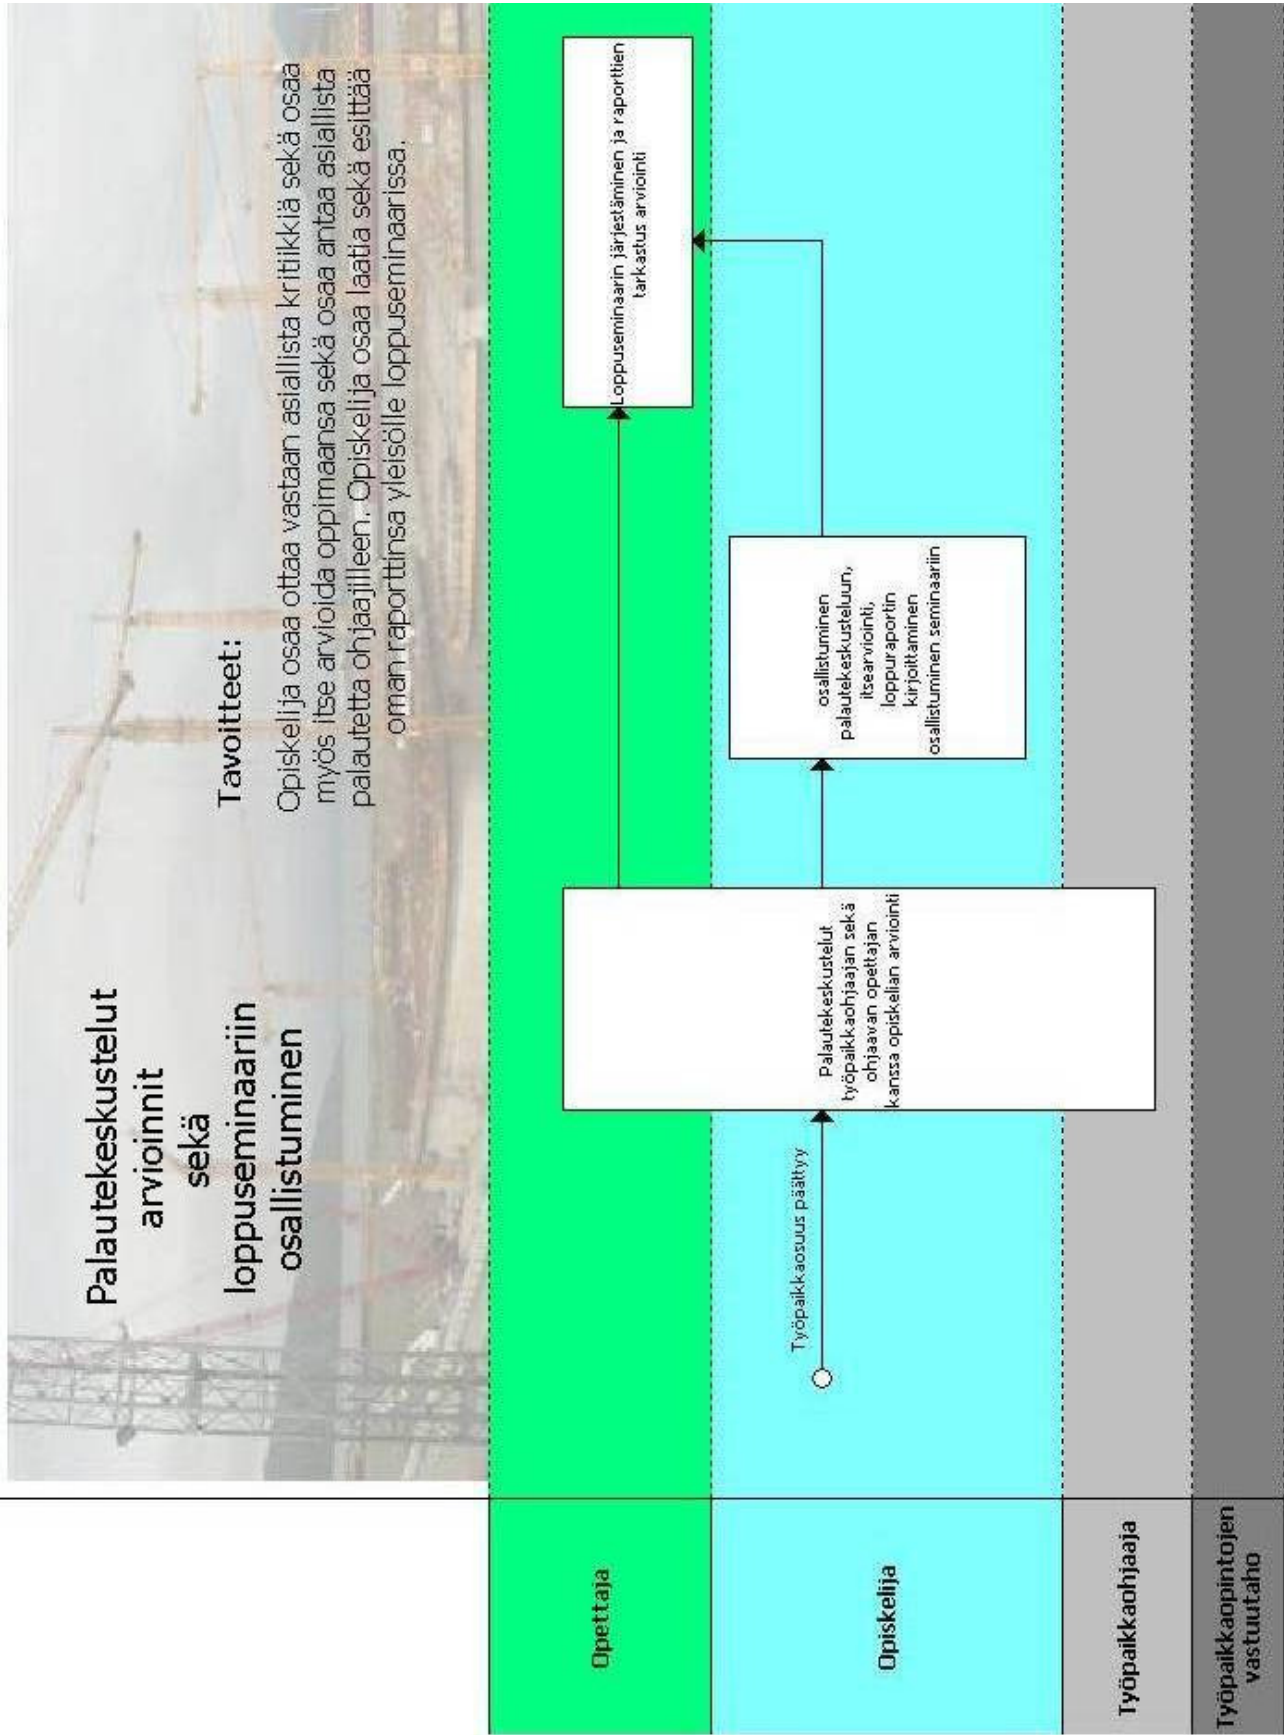 Palautekeskustelut
arvioinnit
sekä
loppuseminaariin
osallistuminen
Tavoitteet:
Opiskelija osaa ottaa vastaan asiallista kritiikkiä sekä osaa
myös itse arvioida oppimaansa sekä osaa antaa asiallista
palautetta ohjaajilleen. Opiskelija osaa laatia sekä esittää
oman raporttinsa yleisölle loppuseminaarissa.
Opettaja
Loppuseminaarin järjestäminen ja raporttien
tarkastus arviointi
Opiskelija
Työpaikkaosuus päättyy
Palautekeskustelut
työpaikkaohjaajan sekä
ohjaavan opettajan
kanssa opiskelian arviointi
osallistuminen
palautekeskusteluun,
itsearviointi,
loppuraportin
kirjoittaminen
osallistuminen seminaariin
Työpaikkaohjaaja
Työpaikkaopintojen
vastuutaho